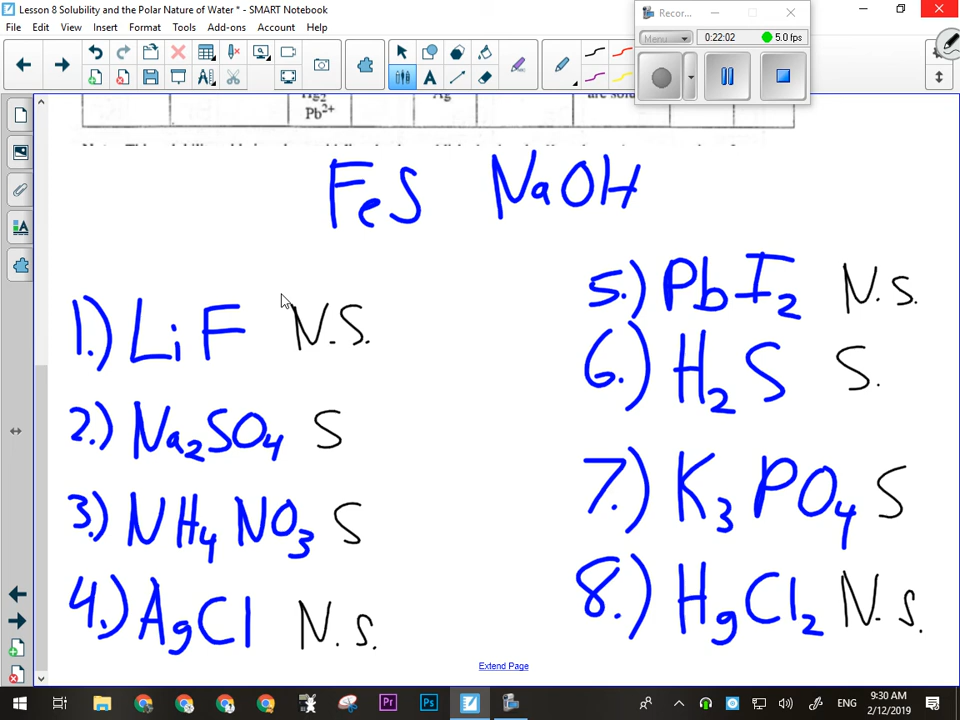 Lesson 8 Solubility and the Polar Nature of Water * - SMART Notebook
Recor...
File Edit View Insert Format Tools Add-ons Account Help
Menu 0:22:02 5.0 fps
Pb2+
Ag
FeS NaOH
1.) LiF N.S.
2.) Na2SO4 S
3.) NH4NO3 S
4.) AgCl N.S.
5.) PbI2 N.S.
6.) H2S S.
7.) K3PO4 S
8.) HgCl2 N.S.
Extend Page
Pr Ps ENG 9:30 AM
2/12/2019